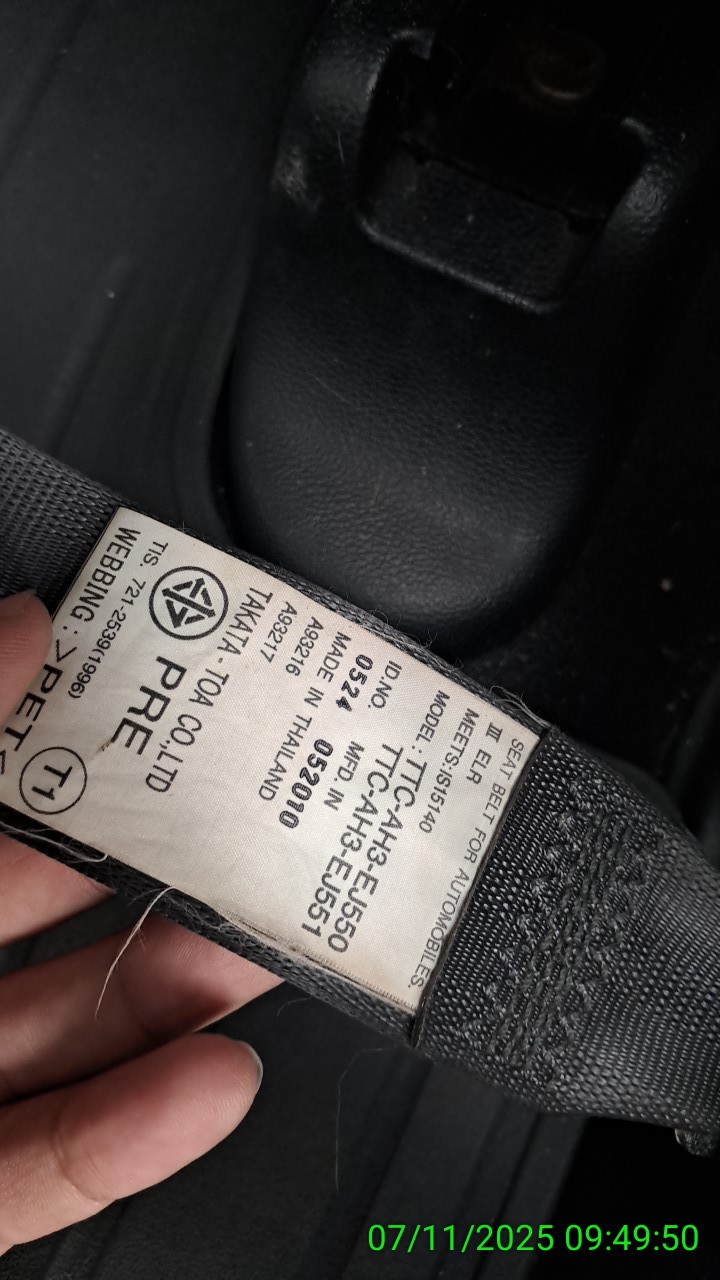 SEAT BELT FOR AUTOMOBILES.
III ELR MEETS:IS15140
MODEL: TTC-AH3-EJ550
TTC-AH3-EJ551
ID.NO. MFD IN
0524 052010
MADE IN THAILAND
A93216
A93217
TAKATA-TOA CO.,LTD
PRE
TIS. 721-2539(1996)
WEBBING : >PET<
T1
07/11/2025 09:49:50